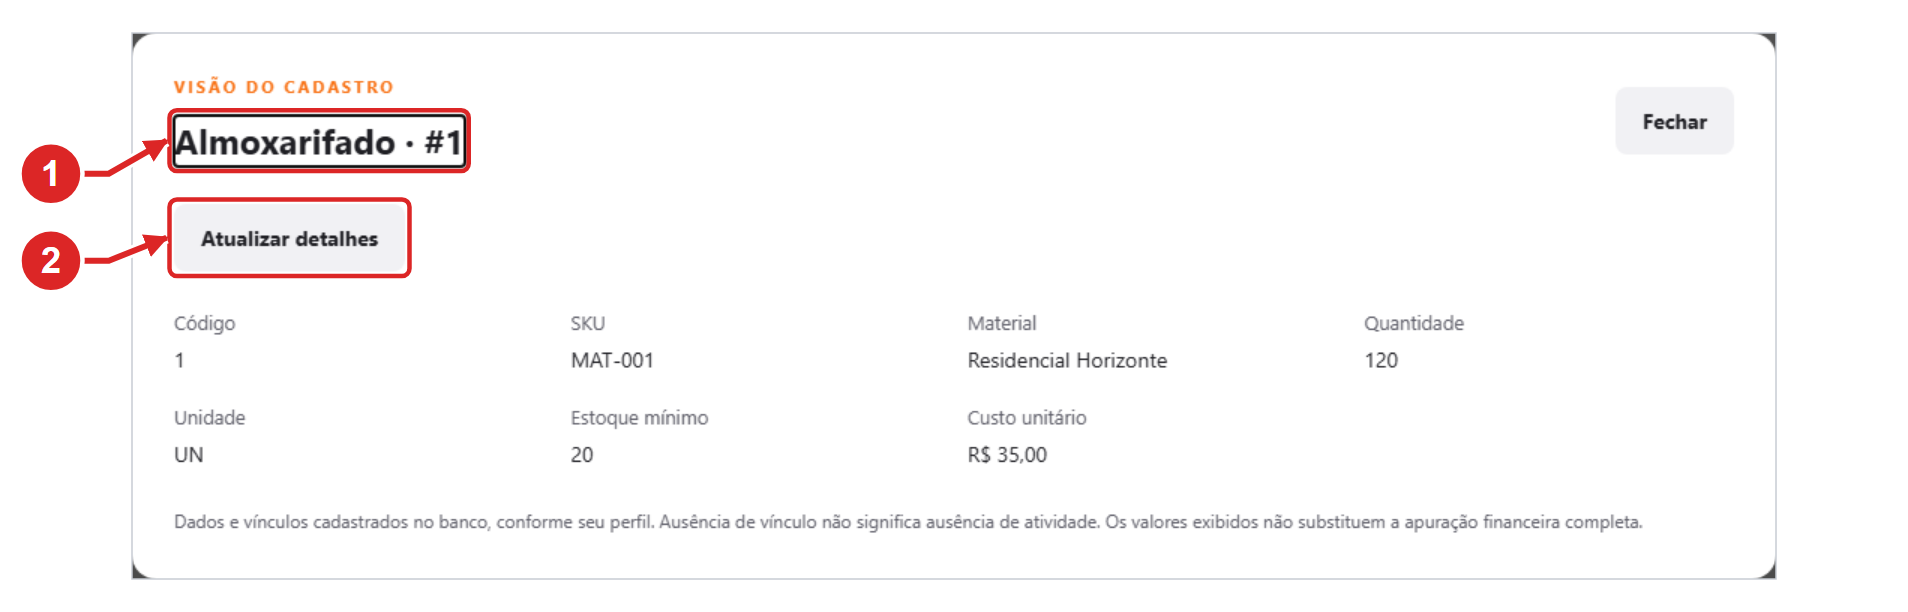 VISÃO DO CADASTRO
Almoxarifado · #1
Fechar
1
Atualizar detalhes
2
Código
SKU
Material
Quantidade
1
MAT-001
Residencial Horizonte
120
Unidade
Estoque mínimo
Custo unitário
UN
20
R$ 35,00
Dados e vínculos cadastrados no banco, conforme seu perfil. Ausência de vínculo não significa ausência de atividade. Os valores exibidos não substituem a apuração financeira completa.